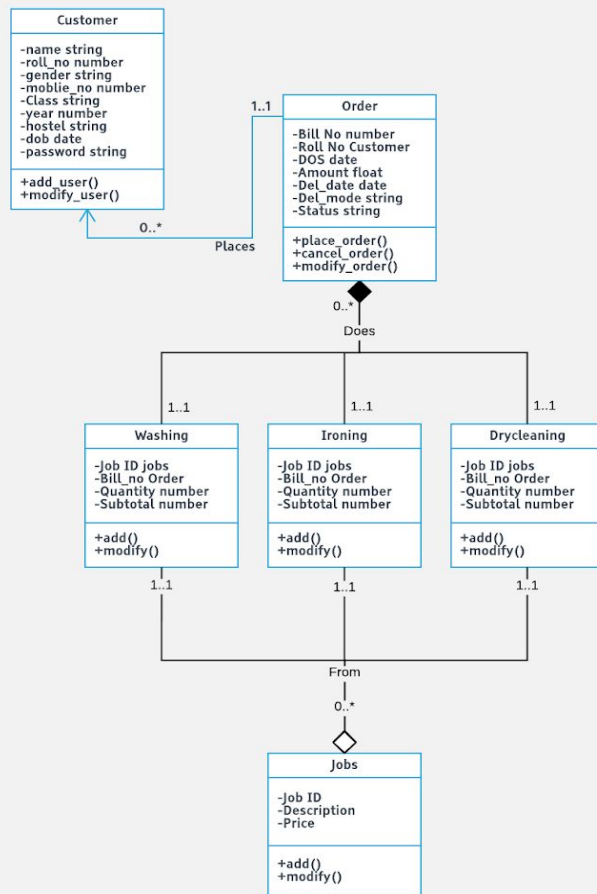 Customer
-name string
-roll_no number
-gender string
-moblie_no number
-Class string
-year number
-hostel string
-dob date
-password string
+add_user()
+modify_user()
1..1
0..*
Places
Order
-Bill No number
-Roll No Customer
-DOS date
-Amount float
-Del_date date
-Del_mode string
-Status string
+place_order()
+cancel_order()
+modify_order()
0..*
Does
1..1
1..1
1..1
Washing
-Job ID jobs
-Bill_no Order
-Quantity number
-Subtotal number
+add()
+modify()
Ironing
-Job ID jobs
-Bill_no Order
-Quantity number
-Subtotal number
+add()
+modify()
Drycleaning
-Job ID jobs
-Bill_no Order
-Quantity number
-Subtotal number
+add()
+modify()
1..1
1..1
1..1
From
0..*
Jobs
-Job ID
-Description
-Price
+add()
+modify()